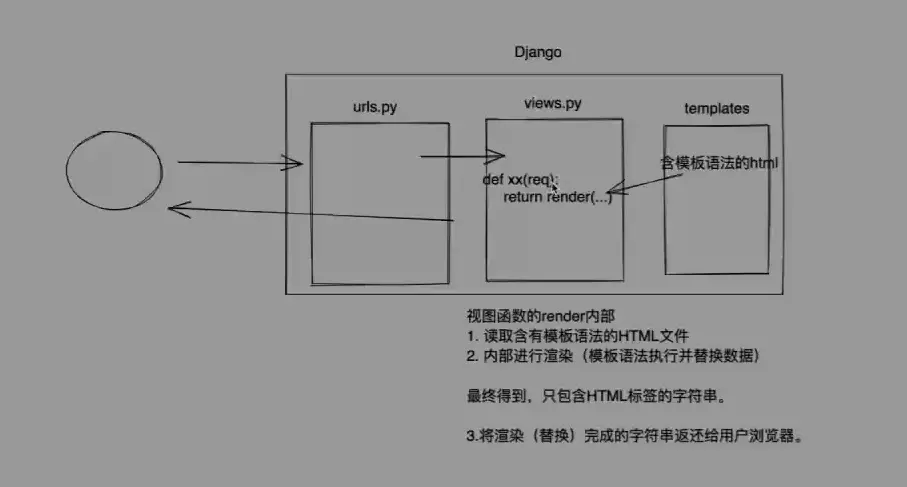 Django
urls.py
views.py
templates
含模板语法的html
def xx(req):
return render(...)
视图函数的render内部
1. 读取含有模板语法的HTML文件
2. 内部进行渲染（模板语法执行并替换数据）
最终得到，只包含HTML标签的字符串。
3.将渲染（替换）完成的字符串返还给用户浏览器。